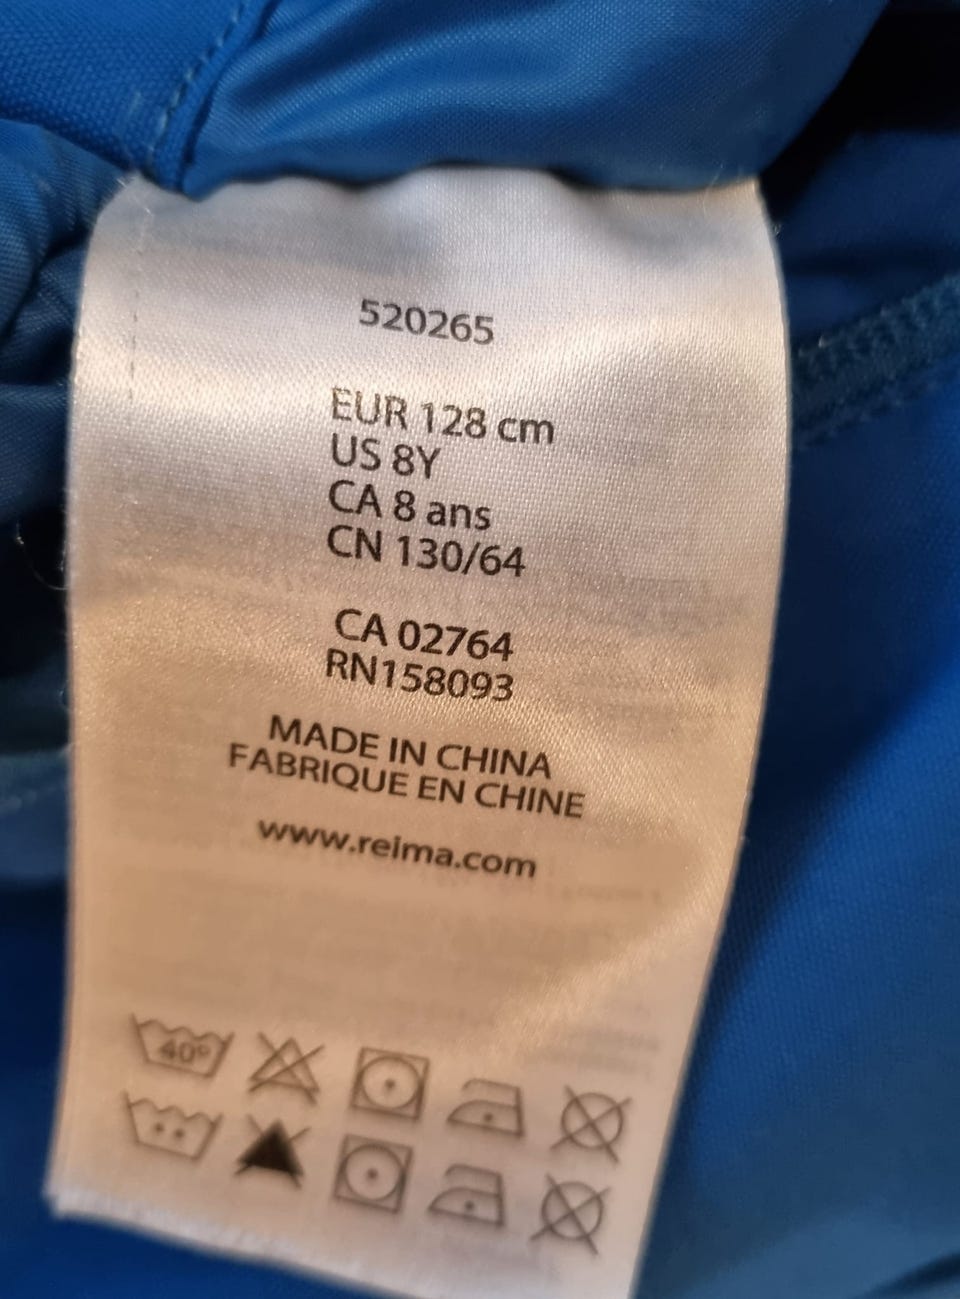 520265
EUR 128 cm
US 8Y
CA 8 ans
CN 130/64
CA 02764
RN158093
MADE IN CHINA
FABRIQUE EN CHINE
www.reima.com
40°